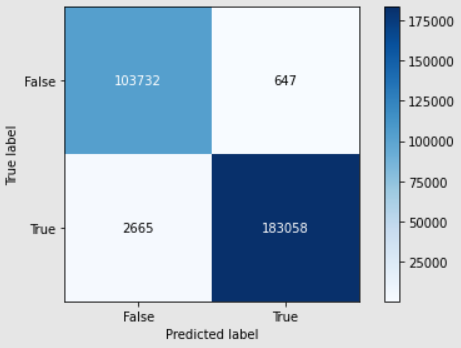 False
103732
647
True
2665
183058
False
True
Predicted label
True label
175000
150000
125000
100000
75000
50000
25000